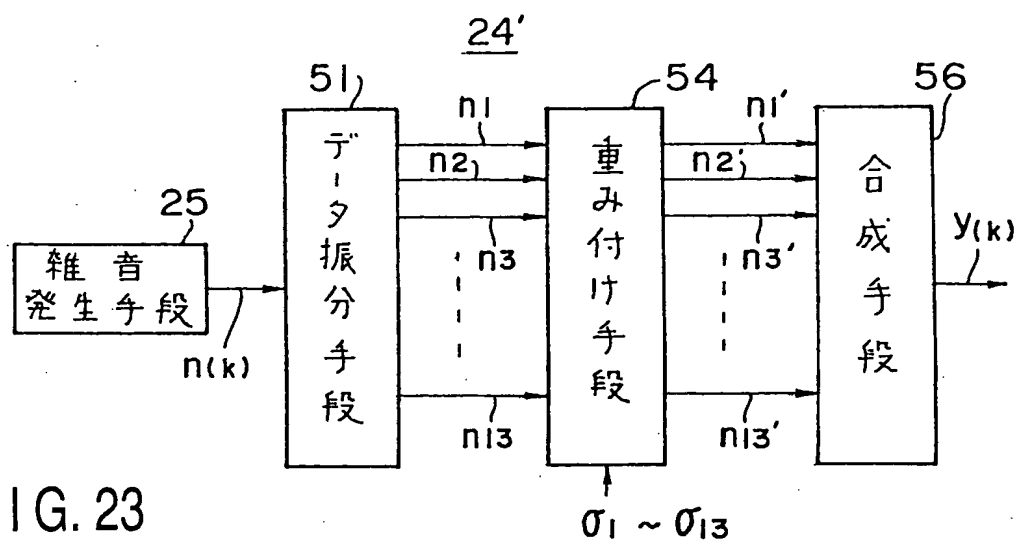 24'
51
54
56
n1
n1'
n2
n2'
25
n3
n3'
y(k)
雑音
発生手段
n(k)
データ振分手段
重み付け手段
合成手段
n13
n13'
IG. 23
σ1 ~ σ13